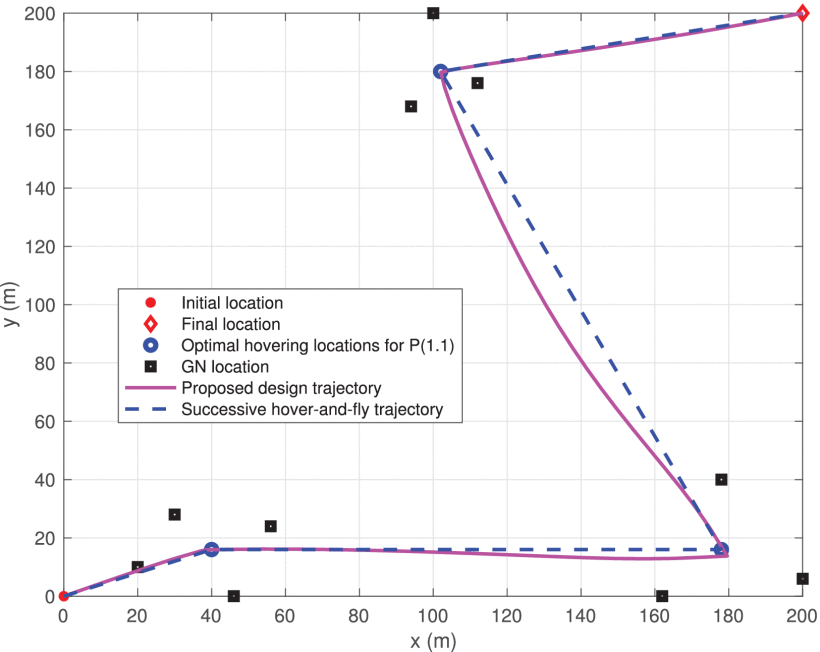 200
180
160
140
120
100
80
60
40
20
0
y (m)
Initial location
Final location
Optimal hovering locations for P(1.1)
GN location
Proposed design trajectory
Successive hover-and-fly trajectory
0 20 40 60 80 100 120 140 160 180 200
x (m)